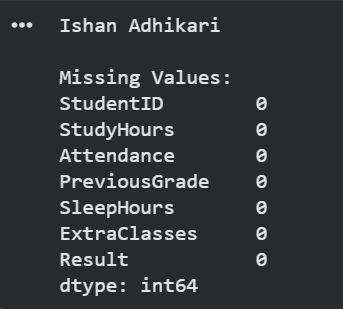 ••• Ishan Adhikari
Missing Values:
StudentID 0
StudyHours 0
Attendance 0
PreviousGrade 0
SleepHours 0
ExtraClasses 0
Result 0
dtype: int64